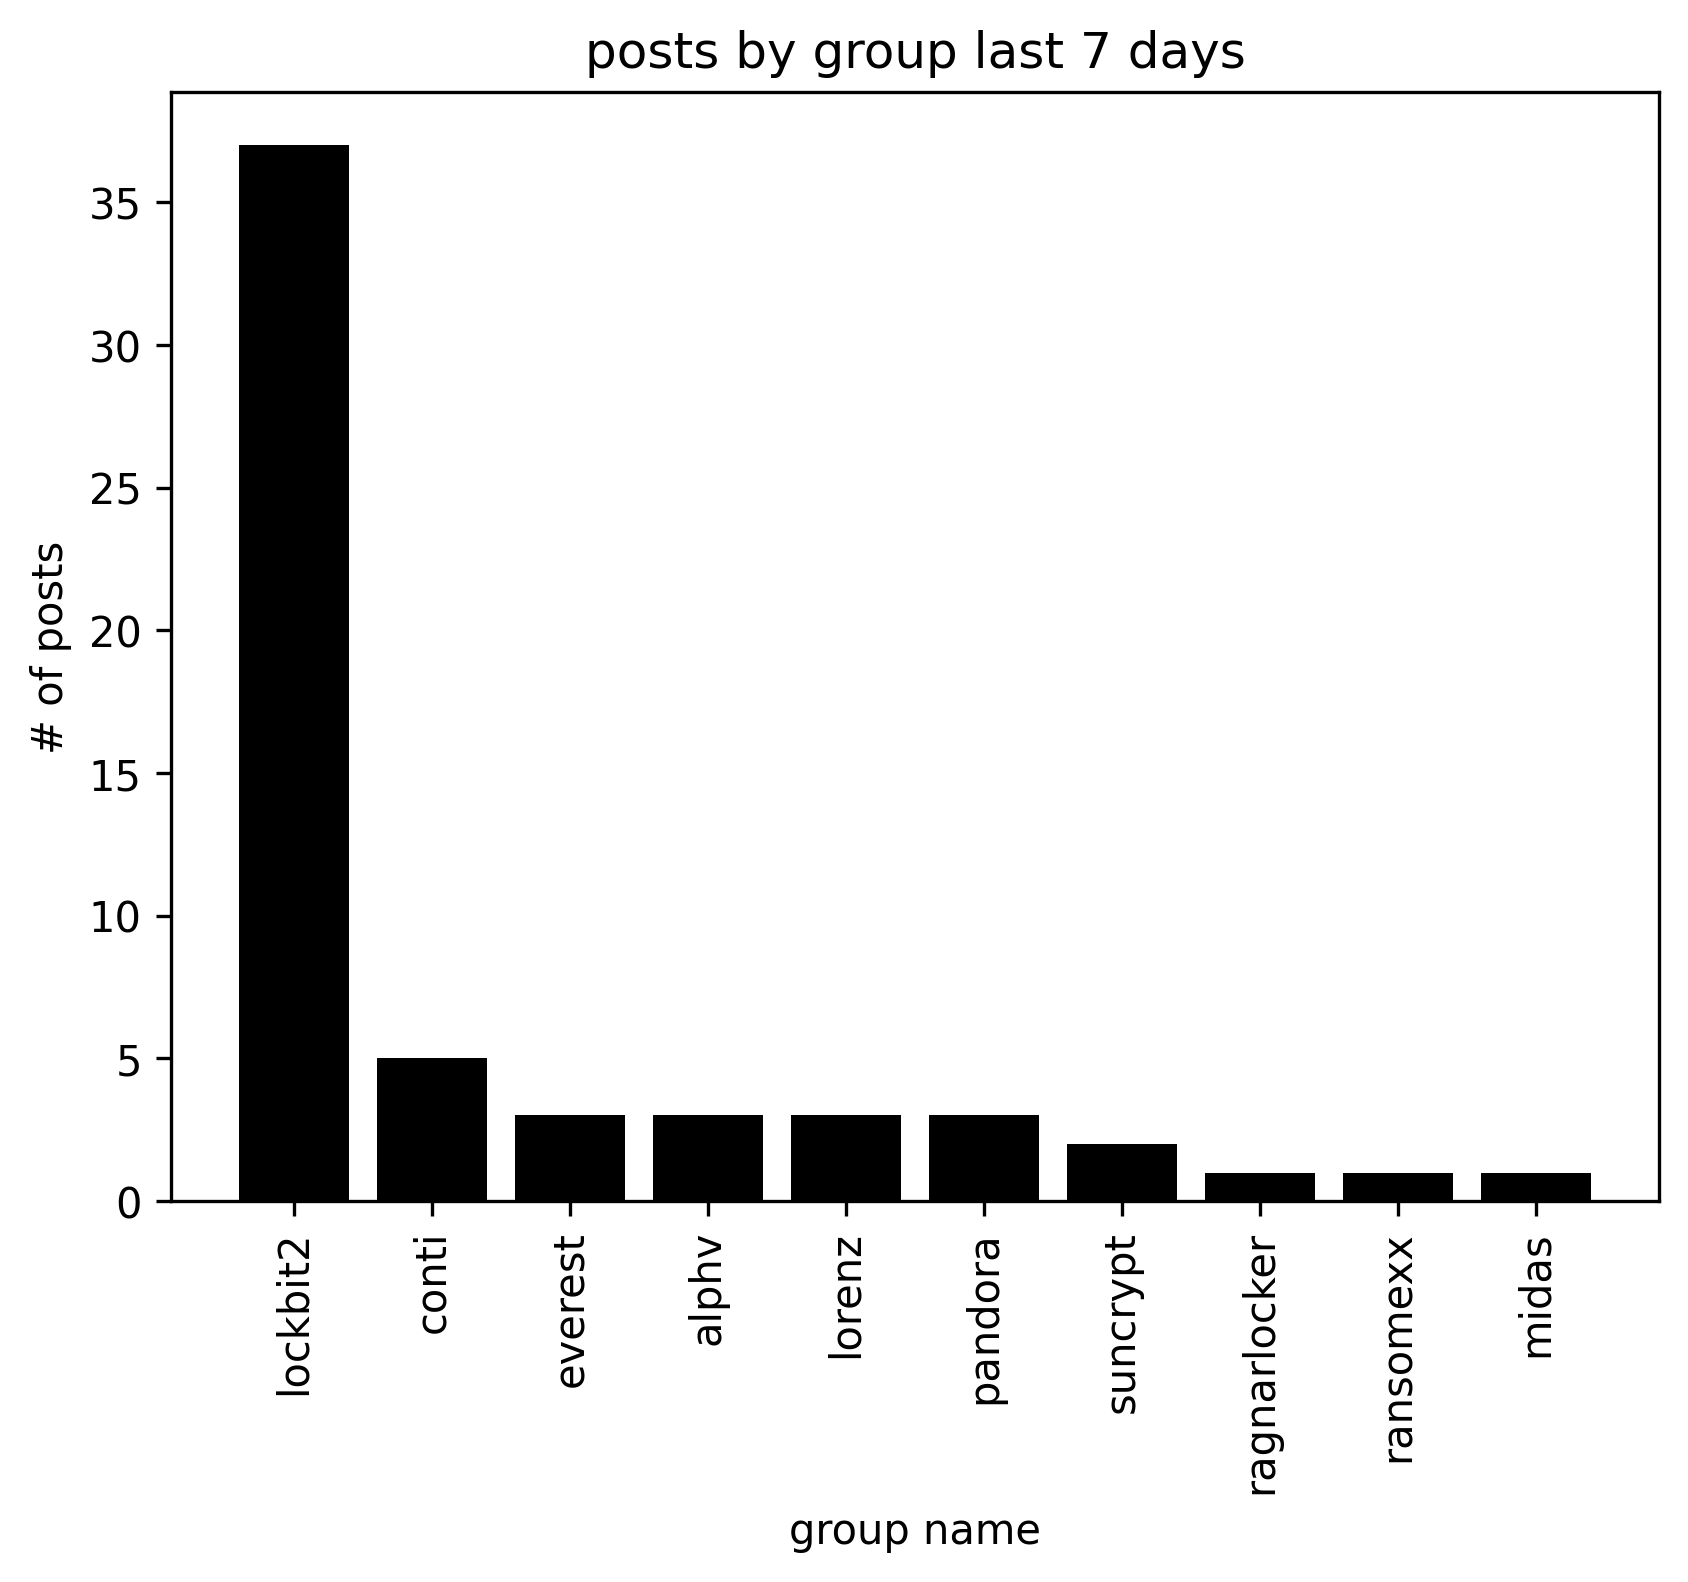 posts by group last 7 days
# of posts
35
30
25
20
15
10
5
0
lockbit2
conti
everest
alphv
lorenz
pandora
suncrypt
ragnarlocker
ransomexx
midas
group name